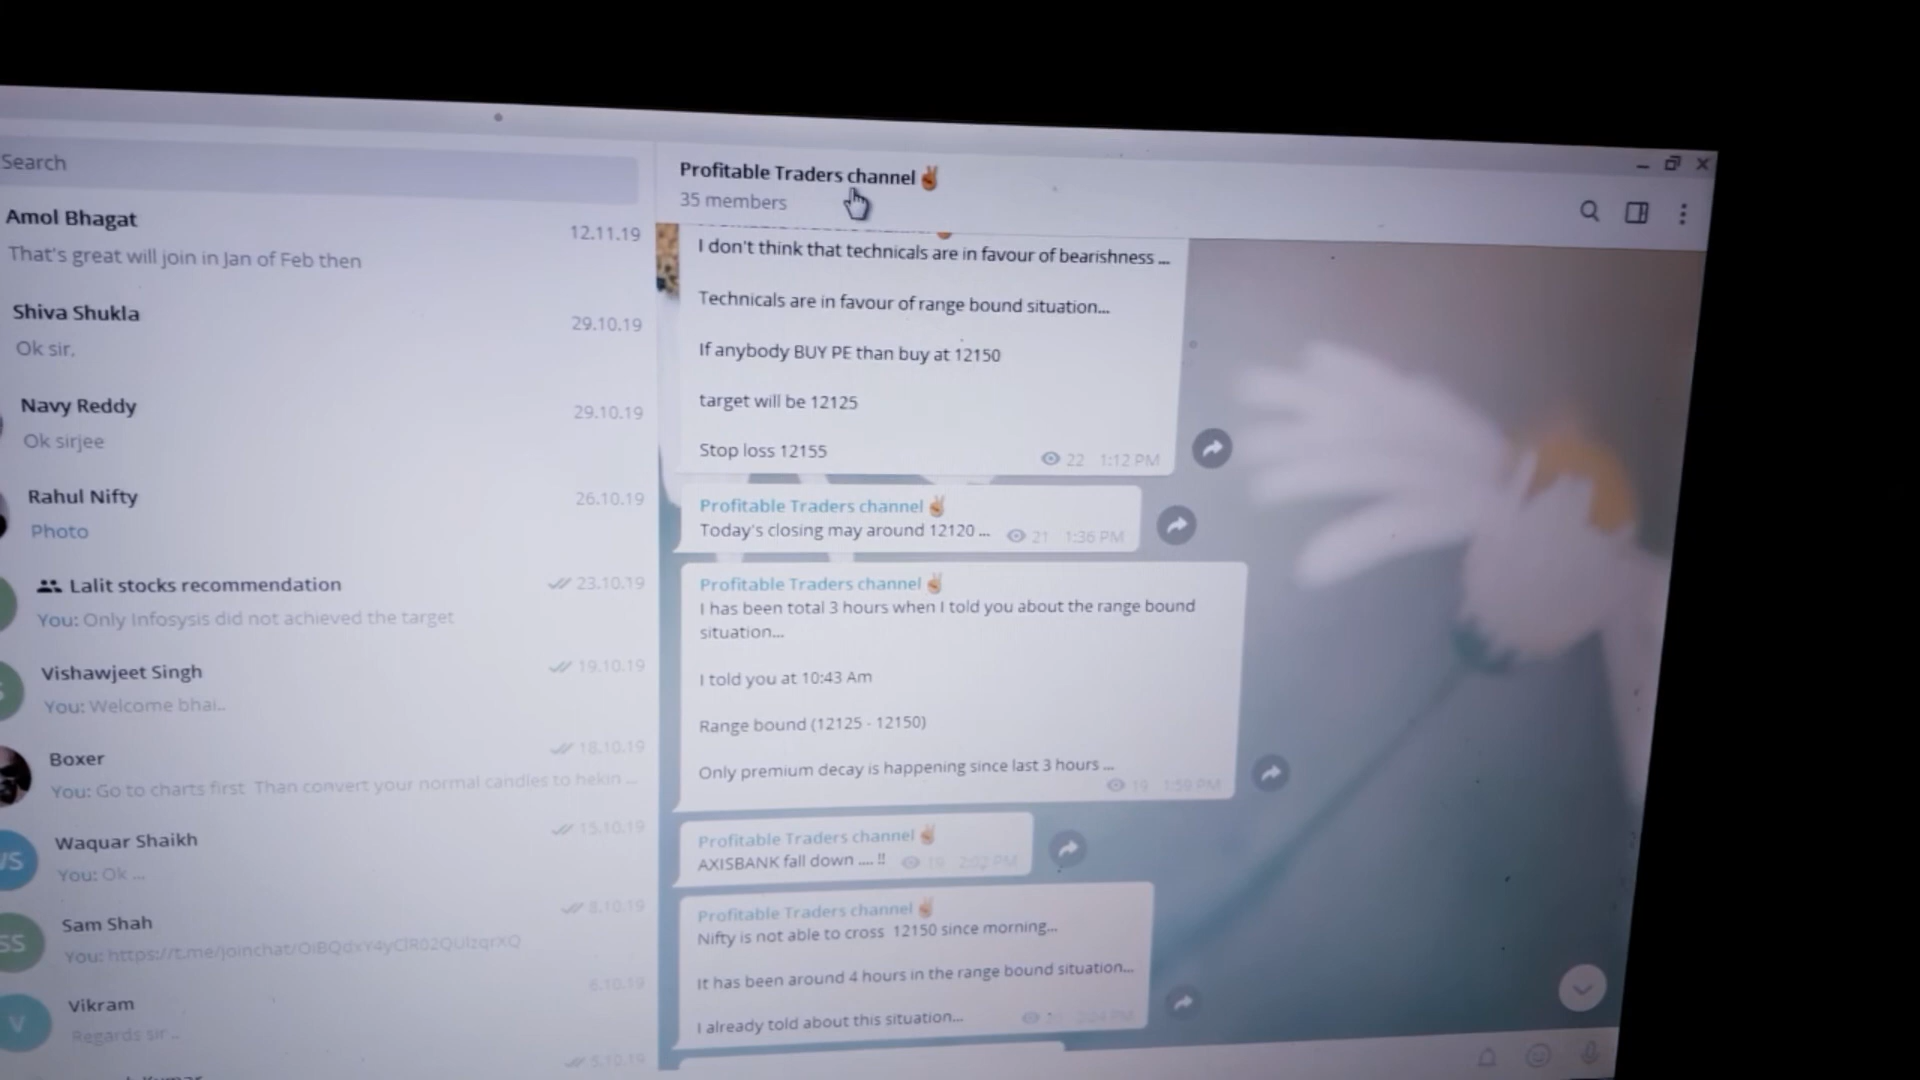 Search
Amol Bhagat
12.11.19
That's great will join in Jan of Feb then
Shiva Shukla
29.10.19
Ok sir.
Navy Reddy
29.10.19
Ok sirjee
Rahul Nifty
26.10.19
Photo
Lalit stocks recommendation
23.10.19
You: Only Infosysis did not achieved the target
Vishawjeet Singh
19.10.19
You: Welcome bhai..
Boxer
18.10.19
You: Go to charts first Than convert your normal candles to hekin ...
Waquar Shaikh
15.10.19
You: Ok ...
Sam Shah
8.10.19
SS
Vikram
6.10.19
V
Regards sir ..
5.10.19
Profitable Traders channel ✌
35 members
I don't think that technicals are in favour of bearishness ...
Technicals are in favour of range bound situation...
If anybody BUY PE than buy at 12150
target will be 12125
Stop loss 12155
22 1:12 PM
Profitable Traders channel ✌
Today's closing may around 12120 ...
21 1:36 PM
Profitable Traders channel ✌
I has been total 3 hours when I told you about the range bound
situation...
I told you at 10:43 Am
Range bound (12125 - 12150)
Only premium decay is happening since last 3 hours ...
19 1:59 PM
Profitable Traders channel ✌
AXISBANK fall down .... !!
19 2:02 PM
Profitable Traders channel ✌
Nifty is not able to cross 12150 since morning...
It has been around 4 hours in the range bound situation...
I already told about this situation...